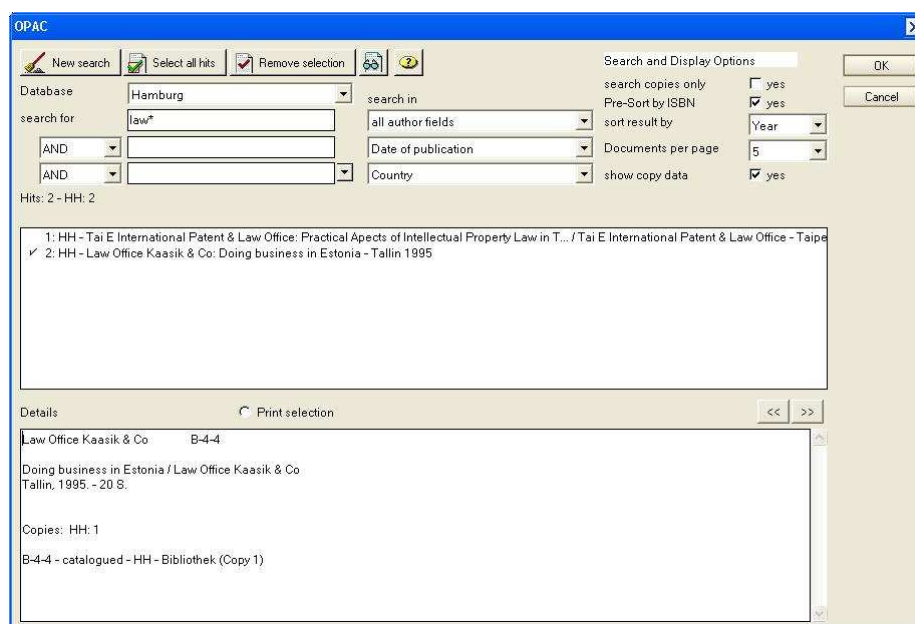 OPAC
New search Select all hits Remove selection ? Search and Display Options OK
search copies only yes
Database Hamburg search in Pre-Sort by ISBN yes Cancel
search for law* all author fields sort result by Year
AND Date of publication Documents per page 5
AND Country show copy data yes
Hits: 2 - HH: 2
1: HH - Tai E International Patent & Law Office: Practical Apects of Intellectual Property Law in T... / Tai E International Patent & Law Office - Taipe
2: HH - Law Office Kaasik & Co: Doing business in Estonia - Tallin 1995
Details Print selection << >>
Law Office Kaasik & Co B-4-4
Doing business in Estonia / Law Office Kaasik & Co
Tallin, 1995. - 20 S.
Copies: HH: 1
B-4-4 - catalogued - HH - Bibliothek (Copy 1)